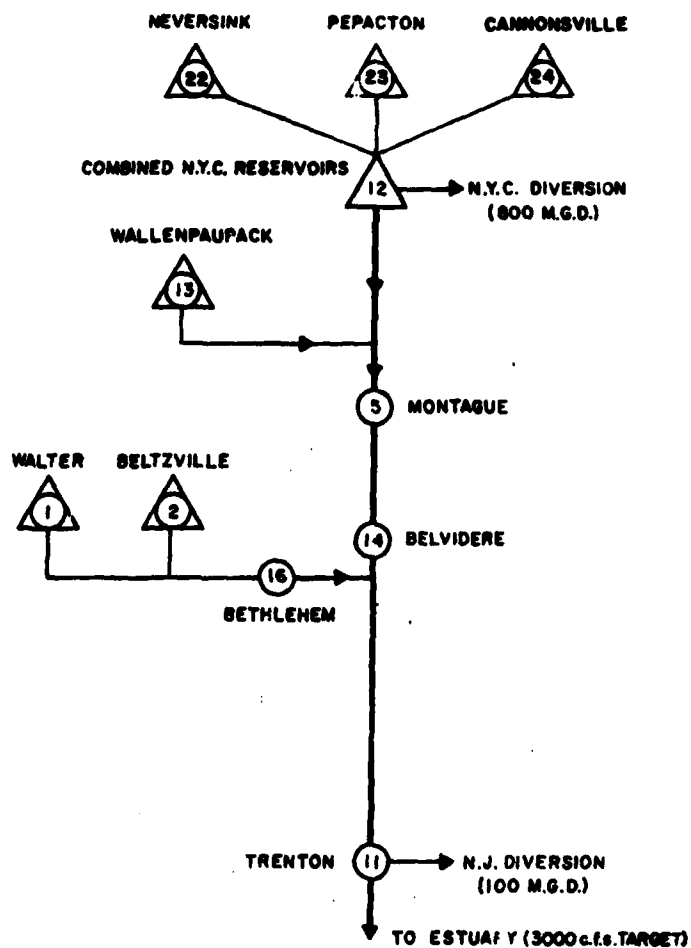 NEVERSINK PEPACTON CANNONSVILLE
22 23 24
COMBINED N.Y.C. RESERVOIRS
12
N.Y.C. DIVERSION
(800 M.G.D.)
WALLENPAUPACK
13
5 MONTAGUE
WALTER BELTZVILLE
1 2
14 BELVIDERE
16
BETHLEHEM
TRENTON 11 N.J. DIVERSION
(100 M.G.D.)
TO ESTUARY (3000 c.f.s. TARGET)